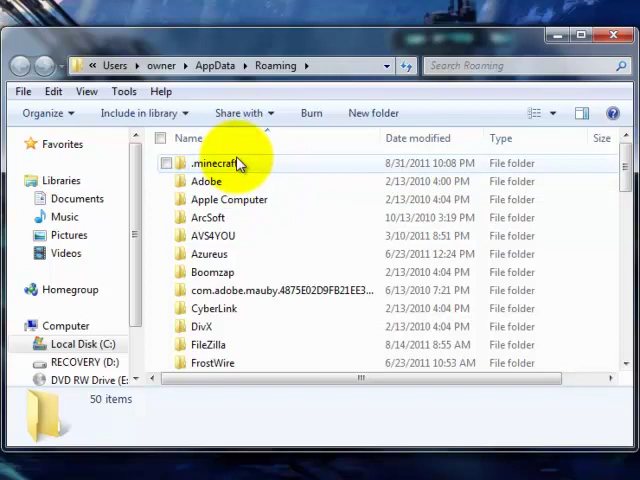 « Users ▸ owner ▸ AppData ▸ Roaming ▸ Search Roaming
File Edit View Tools Help
Organize Include in library Share with Burn New folder
Name Date modified Type Size
Favorites
Libraries
Documents
Music
Pictures
Videos
Homegroup
Computer
Local Disk (C:)
RECOVERY (D:)
DVD RW Drive (E:
.minecraft 8/31/2011 10:08 PM File folder
Adobe 2/13/2010 4:00 PM File folder
Apple Computer 2/13/2010 4:04 PM File folder
ArcSoft 10/13/2010 3:19 PM File folder
AVS4YOU 3/10/2011 8:51 PM File folder
Azureus 6/23/2011 12:24 PM File folder
Boomzap 2/13/2010 4:04 PM File folder
com.adobe.mauby.4875E02D9FB21EE3... 6/13/2010 7:21 PM File folder
CyberLink 2/13/2010 4:04 PM File folder
DivX 2/13/2010 4:04 PM File folder
FileZilla 8/14/2011 8:55 AM File folder
FrostWire 6/23/2011 10:53 AM File folder
50 items